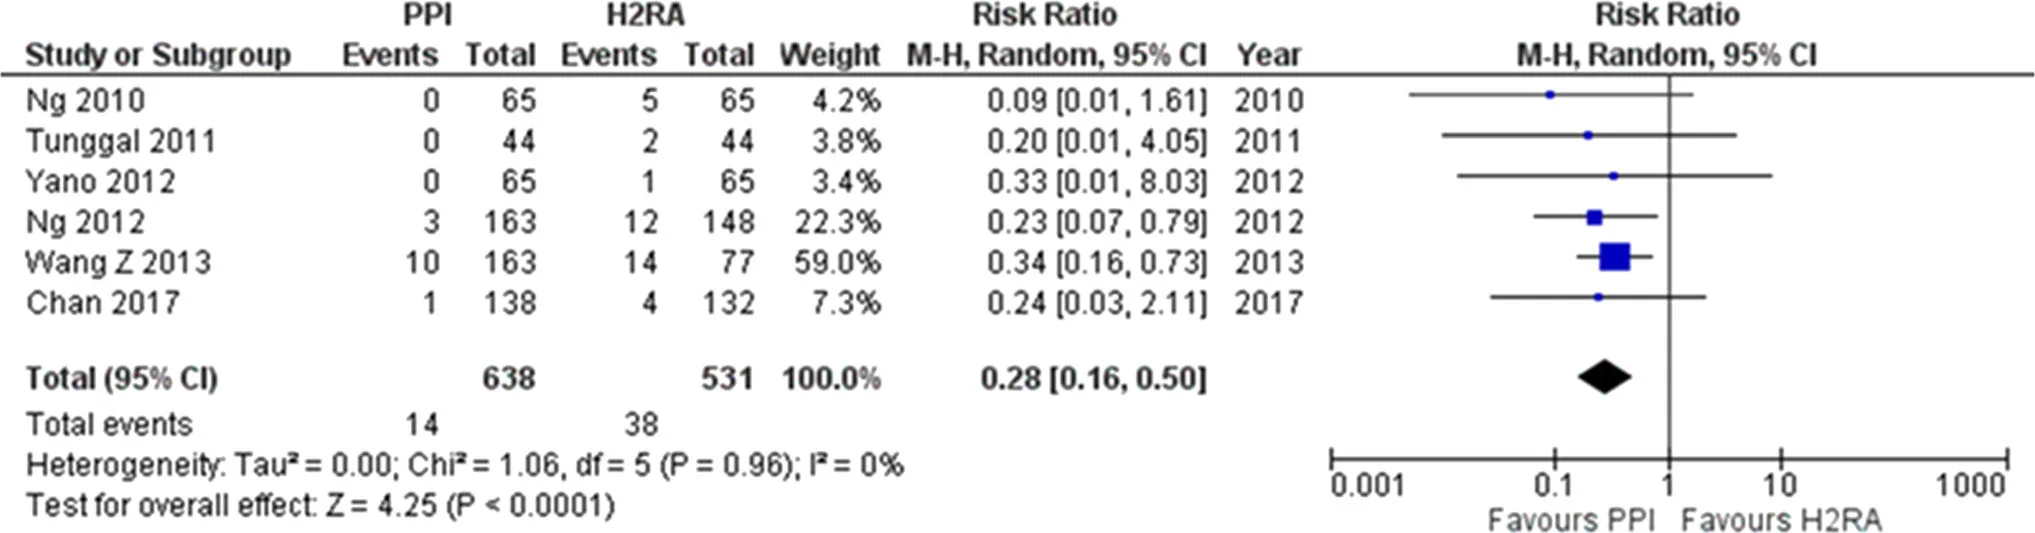 PPI H2RA Risk Ratio Risk Ratio
Study or Subgroup Events Total Events Total Weight M-H, Random, 95% CI Year M-H, Random, 95% CI
Ng 2010 0 65 5 65 4.2% 0.09 [0.01, 1.61] 2010
Tunggal 2011 0 44 2 44 3.8% 0.20 [0.01, 4.05] 2011
Yano 2012 0 65 1 65 3.4% 0.33 [0.01, 8.03] 2012
Ng 2012 3 163 12 148 22.3% 0.23 [0.07, 0.79] 2012
Wang Z 2013 10 163 14 77 59.0% 0.34 [0.16, 0.73] 2013
Chan 2017 1 138 4 132 7.3% 0.24 [0.03, 2.11] 2017
Total (95% CI) 638 531 100.0% 0.28 [0.16, 0.50]
Total events 14 38
Heterogeneity: Tau² = 0.00; Chi² = 1.06, df = 5 (P = 0.96); I² = 0%
Test for overall effect: Z = 4.25 (P < 0.0001)
0.001 0.1 1 10 1000
Favours PPI Favours H2RA